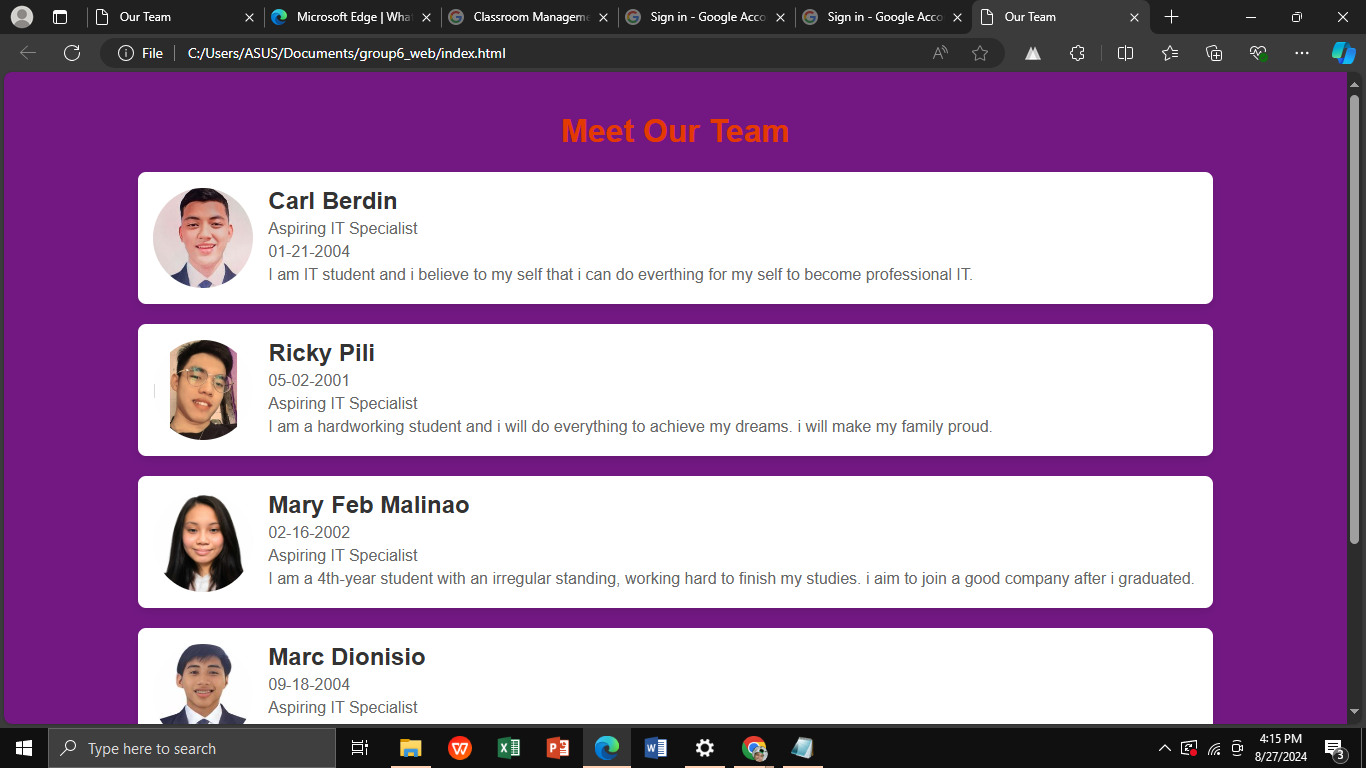 Our Team
Microsoft Edge | What
Classroom Manageme
Sign in - Google Acco
Sign in - Google Acco
Our Team
File
C:/Users/ASUS/Documents/group6_web/index.html
Meet Our Team
Carl Berdin
Aspiring IT Specialist
01-21-2004
I am IT student and i believe to my self that i can do everthing for my self to become professional IT.
Ricky Pili
05-02-2001
Aspiring IT Specialist
I am a hardworking student and i will do everything to achieve my dreams. i will make my family proud.
Mary Feb Malinao
02-16-2002
Aspiring IT Specialist
I am a 4th-year student with an irregular standing, working hard to finish my studies. i aim to join a good company after i graduated.
Marc Dionisio
09-18-2004
Aspiring IT Specialist
Type here to search
4:15 PM
8/27/2024
3